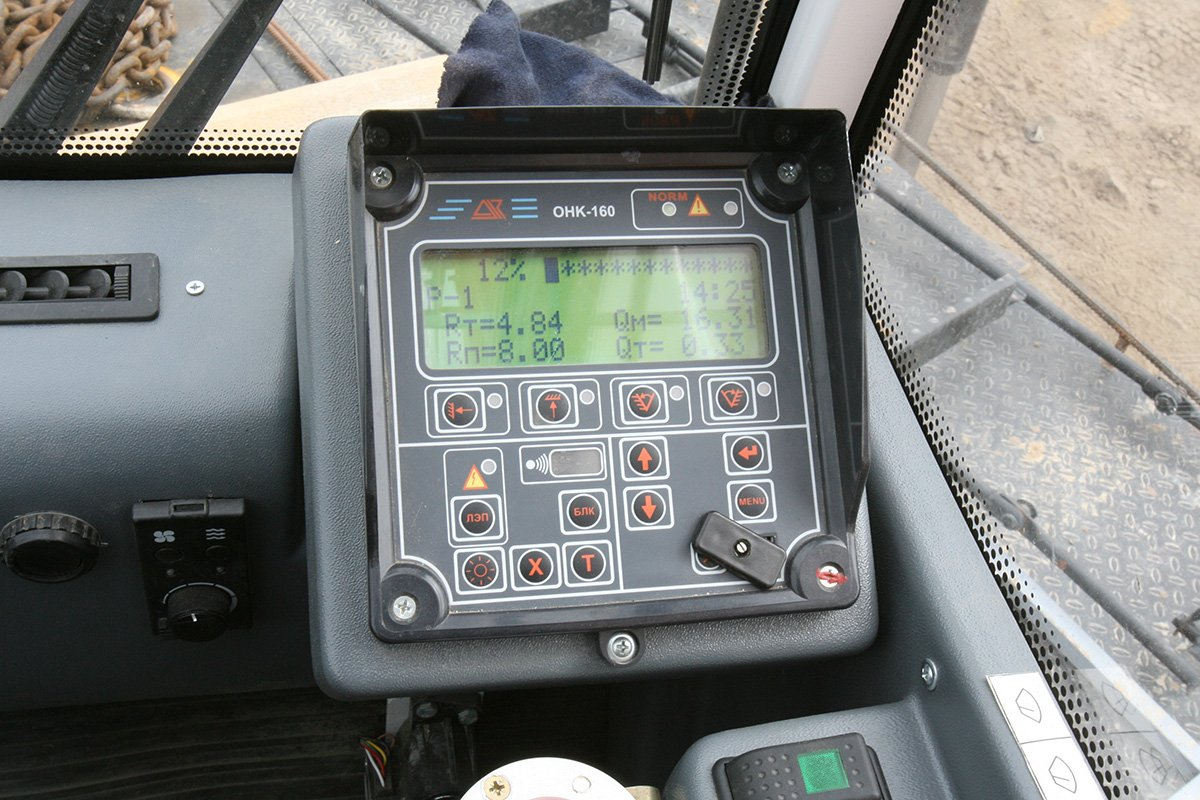 ОНК-160
NORM
12% ************
P-1 14:25
Rт=4.84 Qм= 16.31
Rп=8.00 Qт= 0.33
ЛЭП
БЛК
MENU
X
T